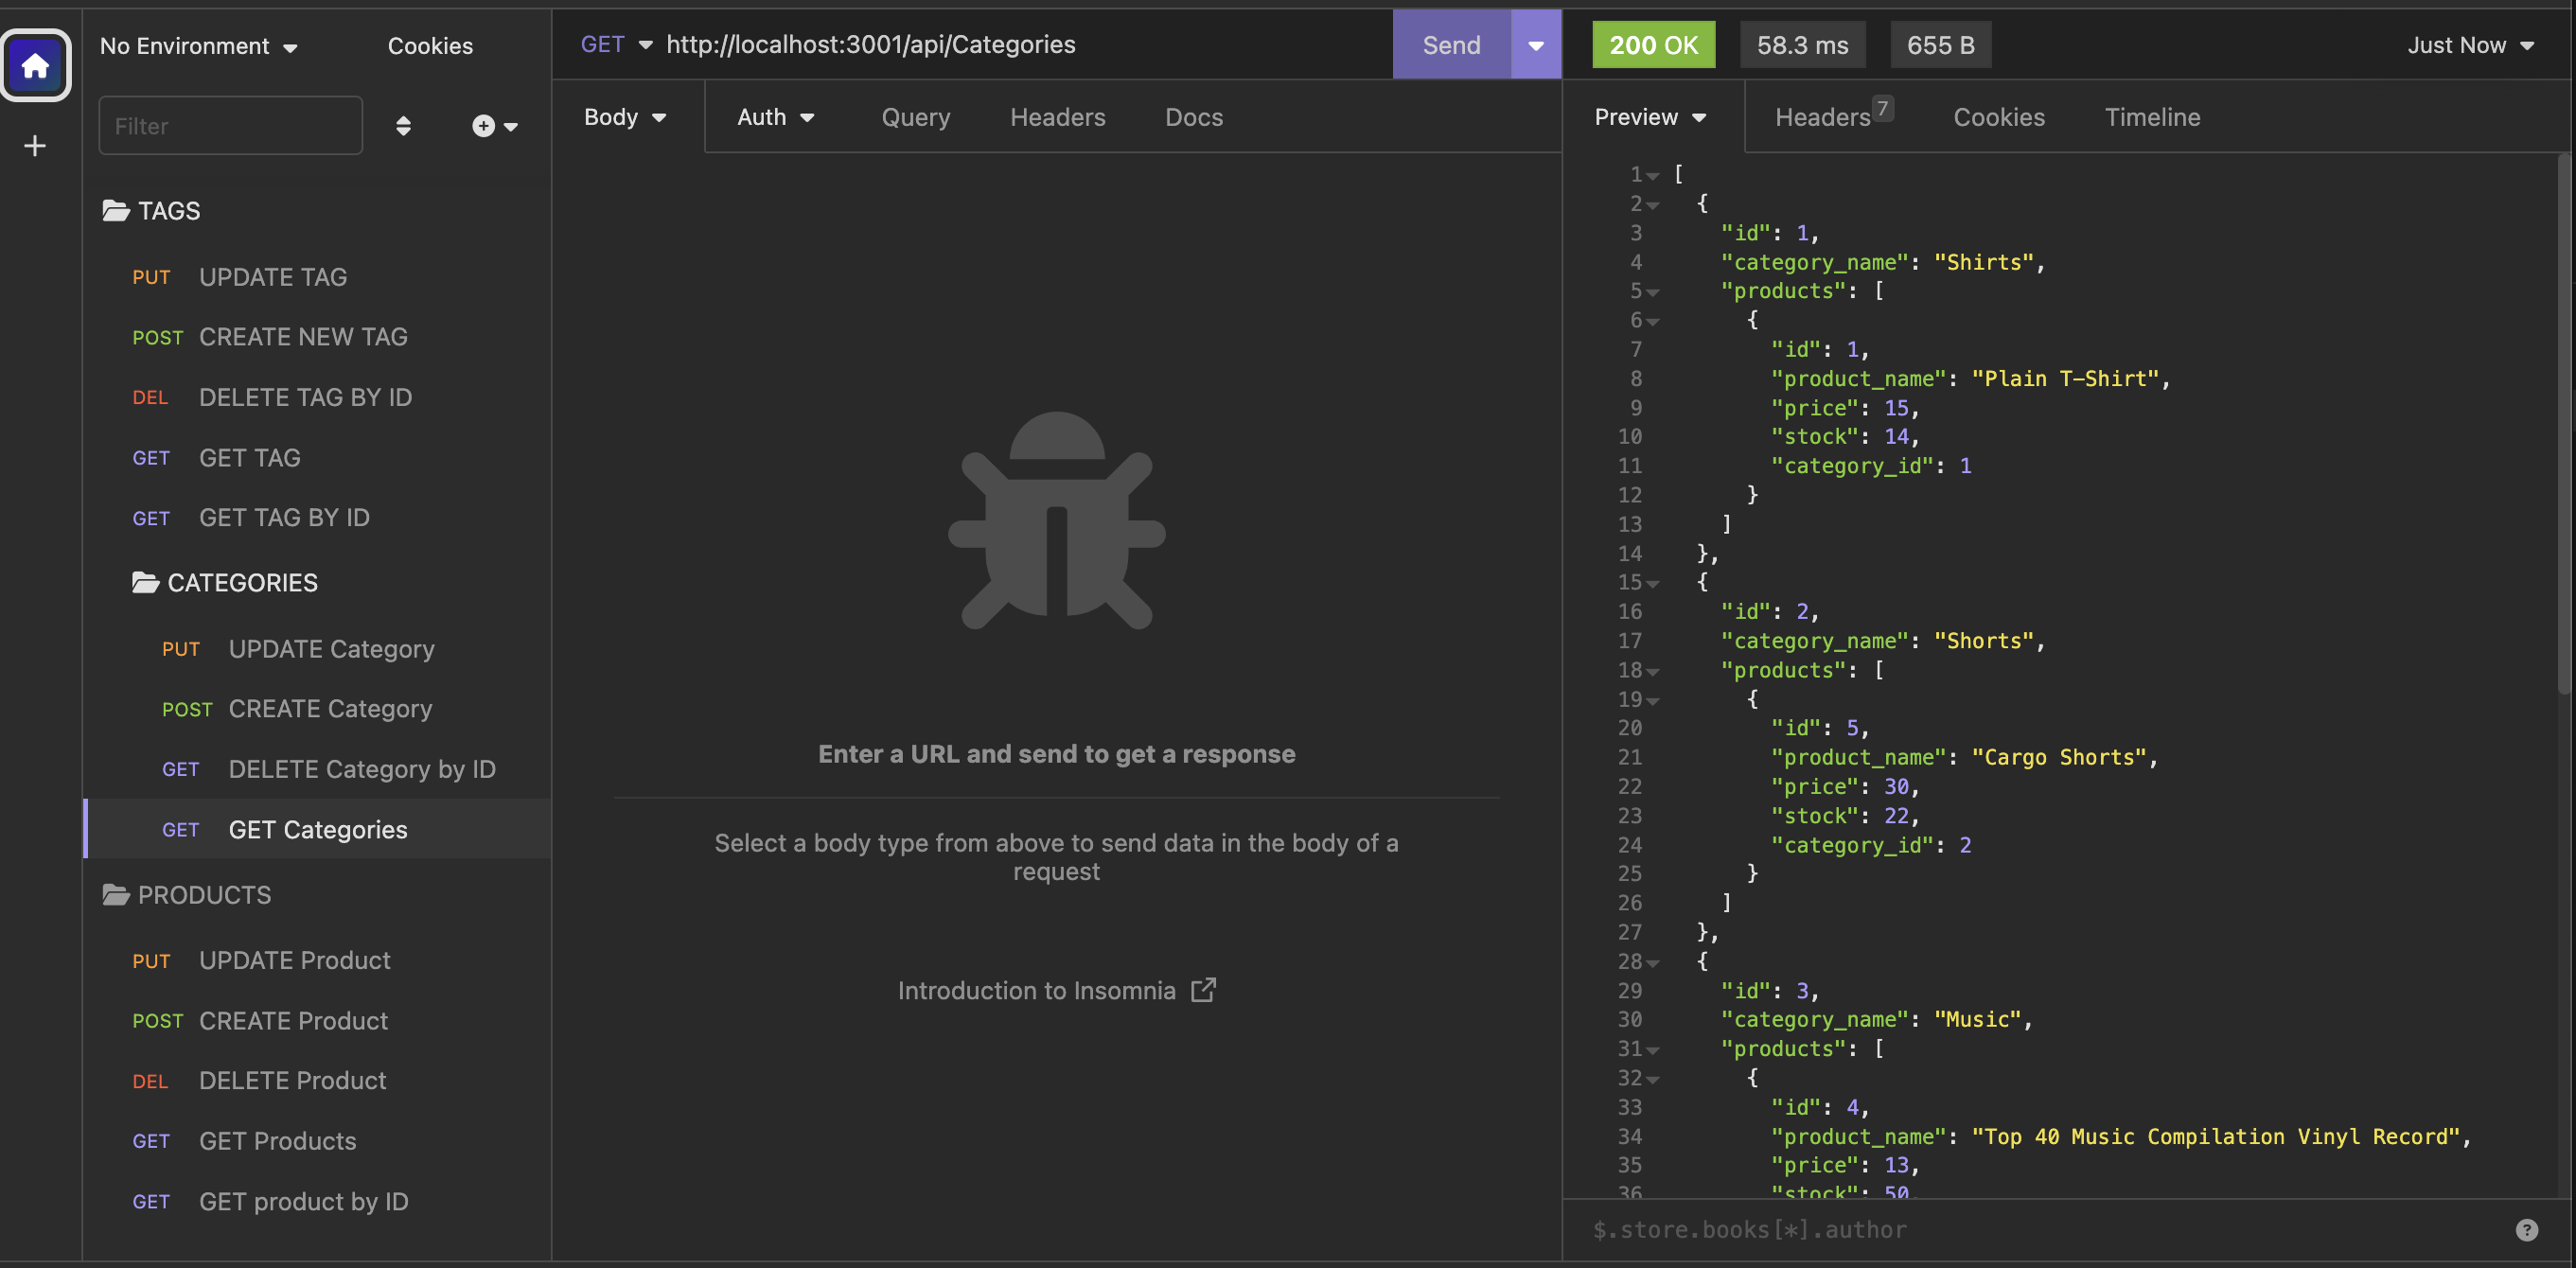 No Environment
Cookies
Filter
TAGS
PUT UPDATE TAG
POST CREATE NEW TAG
DEL DELETE TAG BY ID
GET GET TAG
GET GET TAG BY ID
CATEGORIES
PUT UPDATE Category
POST CREATE Category
GET DELETE Category by ID
GET GET Categories
PRODUCTS
PUT UPDATE Product
POST CREATE Product
DEL DELETE Product
GET GET Products
GET GET product by ID
GET http://localhost:3001/api/Categories Send
Body Auth Query Headers Docs
Enter a URL and send to get a response
Select a body type from above to send data in the body of a
request
Introduction to Insomnia
200 OK 58.3 ms 655 B Just Now
Preview Headers 7 Cookies Timeline
1 [
2 {
3 "id": 1,
4 "category_name": "Shirts",
5 "products": [
6 {
7 "id": 1,
8 "product_name": "Plain T-Shirt",
9 "price": 15,
10 "stock": 14,
11 "category_id": 1
12 }
13 ]
14 },
15 {
16 "id": 2,
17 "category_name": "Shorts",
18 "products": [
19 {
20 "id": 5,
21 "product_name": "Cargo Shorts",
22 "price": 30,
23 "stock": 22,
24 "category_id": 2
25 }
26 ]
27 },
28 {
29 "id": 3,
30 "category_name": "Music",
31 "products": [
32 {
33 "id": 4,
34 "product_name": "Top 40 Music Compilation Vinyl Record",
35 "price": 13,
36 "stock": 50,
$.store.books[*].author